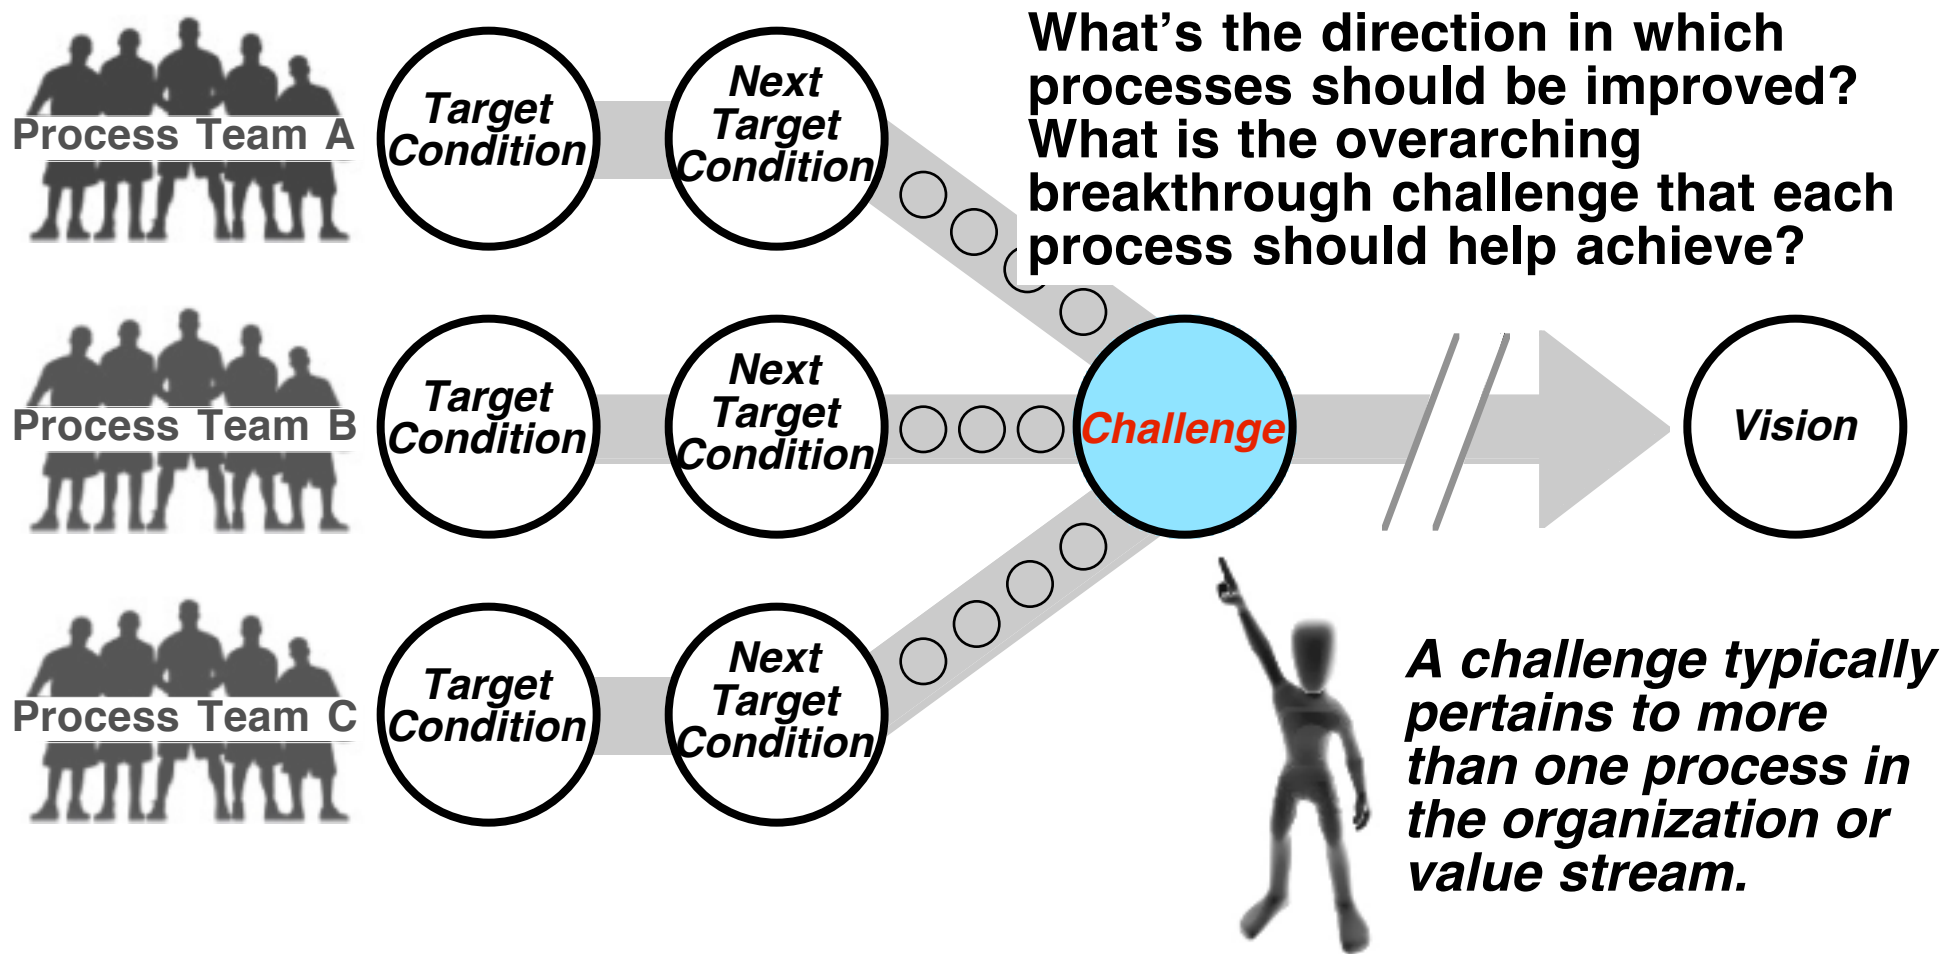 What's the direction in which
processes should be improved?
What is the overarching
breakthrough challenge that each
process should help achieve?
Process Team A
Target
Condition
Next
Target
Condition
Process Team B
Target
Condition
Next
Target
Condition
Challenge
Vision
Process Team C
Target
Condition
Next
Target
Condition
A challenge typically
pertains to more
than one process in
the organization or
value stream.